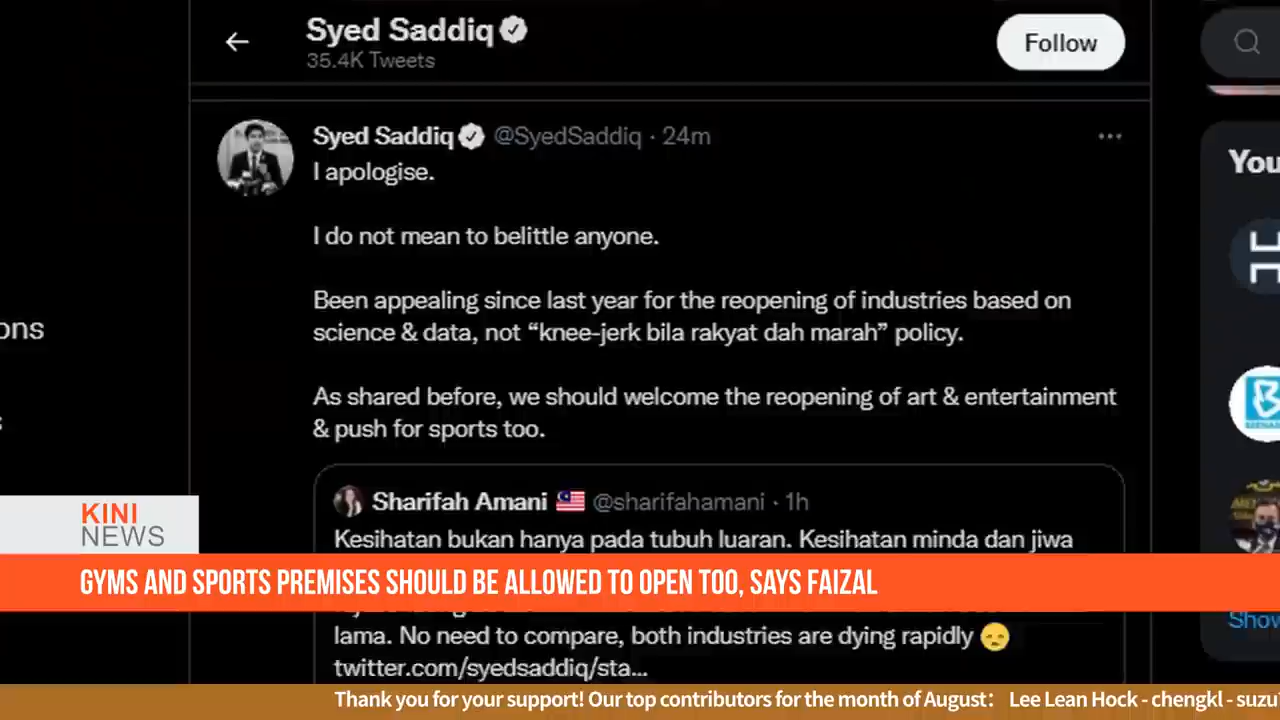 Syed Saddiq
35.4K Tweets
Follow
Syed Saddiq @SyedSaddiq · 24m
I apologise.
I do not mean to belittle anyone.
Been appealing since last year for the reopening of industries based on
science & data, not “knee-jerk bila rakyat dah marah” policy.
As shared before, we should welcome the reopening of art & entertainment
& push for sports too.
Sharifah Amani 🇲🇾 @sharifahamani · 1h
Kesihatan bukan hanya pada tubuh luaran. Kesihatan minda dan jiwa
lama. No need to compare, both industries are dying rapidly 😞
twitter.com/syedsaddiq/sta...
ons
You
Show
KINI
NEWS
GYMS AND SPORTS PREMISES SHOULD BE ALLOWED TO OPEN TOO, SAYS FAIZAL
Thank you for your support! Our top contributors for the month of August: Lee Lean Hock - chengkl - suzu